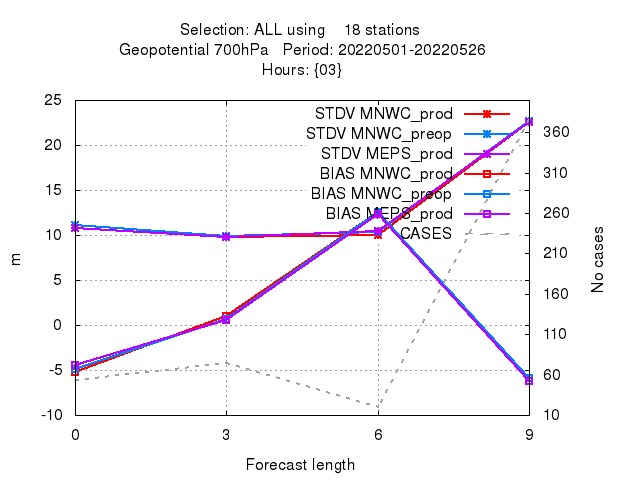 Selection: ALL using    18 stations
Geopotential 700hPa   Period: 20220501-20220526
Hours: {03}
25
20
15
10
5
0
-5
-10
m
STDV MNWC_prod
STDV MNWC_preop
STDV MEPS_prod
BIAS MNWC_prod
BIAS MNWC_preop
BIAS MEPS_prod
CASES
360
310
260
210
160
110
60
10
No cases
0 3 6 9
Forecast length